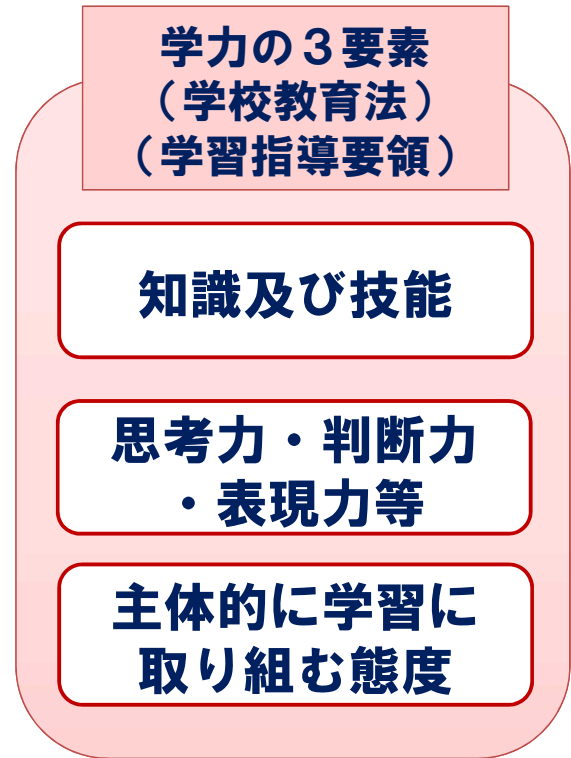 学力の３要素
（学校教育法）
（学習指導要領）
知識及び技能
思考力・判断力
・表現力等
主体的に学習に
取り組む態度